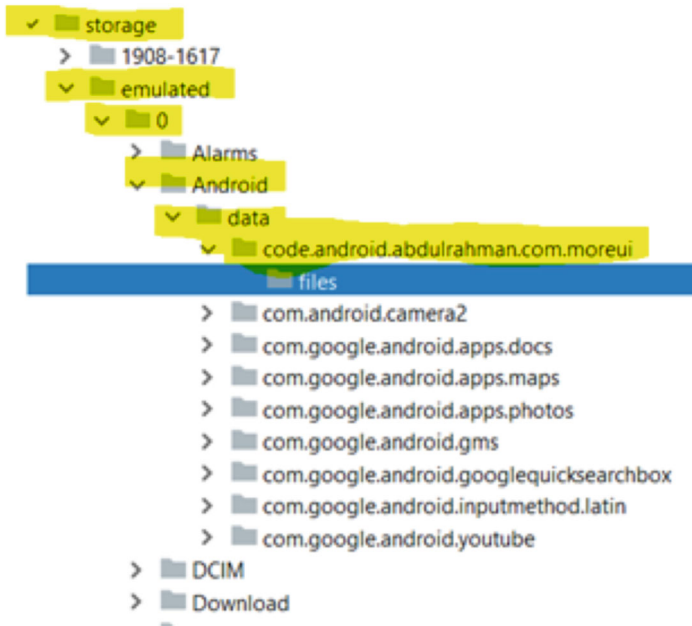 storage
1908-1617
emulated
0
Alarms
Android
data
code.android.abdulrahman.com.moreui
files
com.android.camera2
com.google.android.apps.docs
com.google.android.apps.maps
com.google.android.apps.photos
com.google.android.gms
com.google.android.googlequicksearchbox
com.google.android.inputmethod.latin
com.google.android.youtube
DCIM
Download